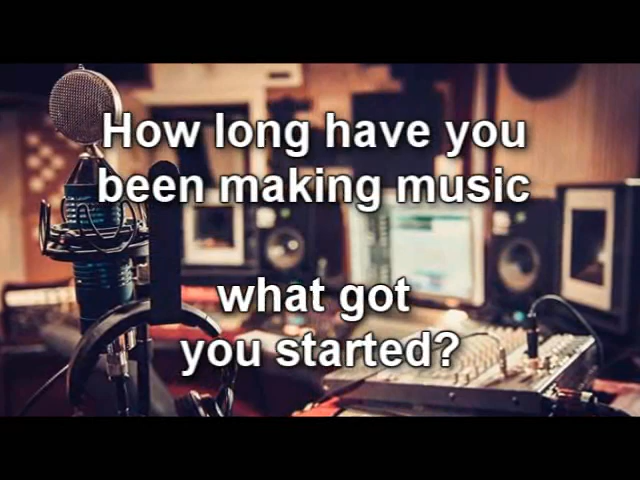 How long have you
been making music
what got
you started?